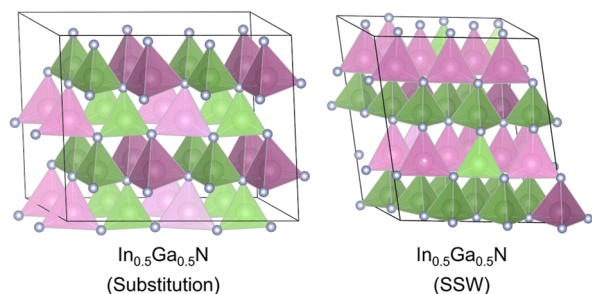 In₀.₅Ga₀.₅N
(Substitution)
In₀.₅Ga₀.₅N
(SSW)